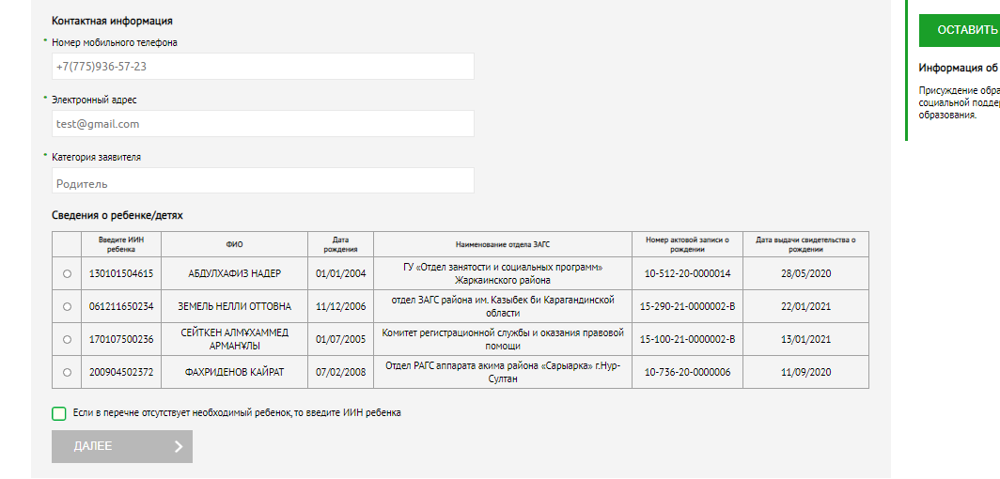 Контактная информация
* Номер мобильного телефона
+7(775)936-57-23
* Электронный адрес
test@gmail.com
* Категория заявителя
Родитель
Сведения о ребенке/детях
Введите ИИН ребенка ФИО Дата рождения Наименование отдела ЗАГС Номер актовой записи о рождении Дата выдачи свидетельства о рождении
130101504615 АБДУЛХАФИЗ НАДЕР 01/01/2004 ГУ «Отдел занятости и социальных программ» Жаркаинского района 10-512-20-0000014 28/05/2020
061211650234 ЗЕМЕЛЬ НЕЛЛИ ОТТОВНА 11/12/2006 отдел ЗАГС района им. Казыбек би Карагандинской области 15-290-21-0000002-В 22/01/2021
170107500236 СЕЙТКЕН АЛМҰХАММЕД АРМАНҰЛЫ 01/07/2005 Комитет регистрационной службы и оказания правовой помощи 15-100-21-0000002-В 13/01/2021
200904502372 ФАХРИДЕНОВ КАЙРАТ 07/02/2008 Отдел РАГС аппарата акима района «Сарыарка» г.Нур-Султан 10-736-20-0000006 11/09/2020
Если в перечне отсутствует необходимый ребенок, то введите ИИН ребенка
ДАЛЕЕ
ОСТАВИТЬ
Информация об
Присуждение обра
социальной поддер
образования.